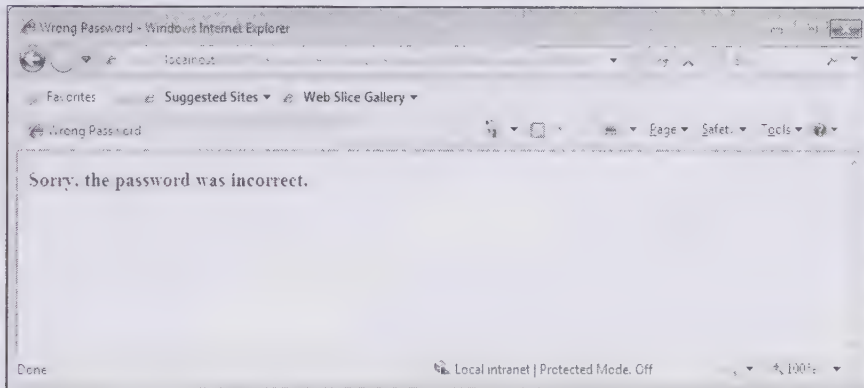 Wrong Password - Windows Internet Explorer
localhost
Favorites Suggested Sites Web Slice Gallery
Wrong Password Page Safety Tools
Sorry, the password was incorrect.
Done Local intranet | Protected Mode: Off 100%